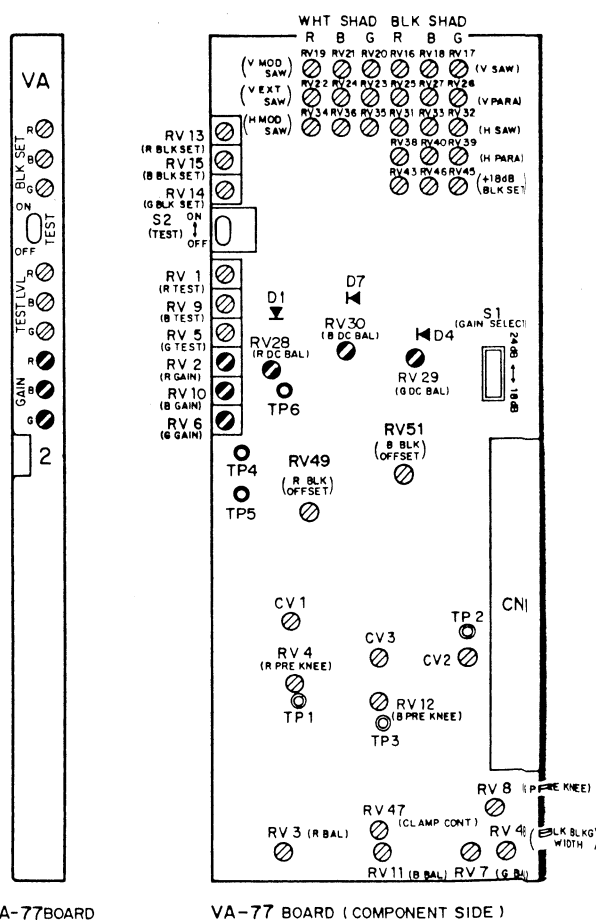 WHT SHAD BLK SHAD
R B G R B G
RV19 RV21 RV20 RV16 RV18 RV17
(V MOD SAW)
(V SAW)
RV22 RV24 RV23 RV25 RV27 RV26
(V EXT SAW)
(V PARA)
RV34 RV36 RV35 RV31 RV33 RV32
(H MOD SAW)
(H SAW)
RV38 RV40 RV39
(H PARA)
RV43 RV46 RV45
(+18dB BLK SET)
VA
R
B
G
BLK SET
ON
OFF
TEST
R
B
G
TEST LVL
R
B
G
GAIN
2
RV 13
(R BLK SET)
RV 15
(B BLK SET)
RV 14
(G BLK SET)
S2
(TEST)
ON
OFF
RV 1
(R TEST)
RV 9
(B TEST)
RV 5
(G TEST)
RV 2
(R GAIN)
RV 10
(B GAIN)
RV 6
(G GAIN)
D1
D7
D4
RV28
(R DC BAL)
RV30
(B DC BAL)
RV 29
(G DC BAL)
S1
(GAIN SELECT)
24dB
18dB
TP6
TP4
TP5
RV49
(R BLK OFFSET)
RV51
(B BLK OFFSET)
CN1
CV 1
RV 4
(R PRE KNEE)
TP1
CV3
RV 12
(B PRE KNEE)
TP3
TP 2
CV2
RV 8
RE KNEE)
RV 3 (R BAL)
RV 47
(CLAMP CONT)
RV 11 (B BAL)
RV 7
RV 4
WIDTH
A-77 BOARD
VA-77 BOARD (COMPONENT SIDE)